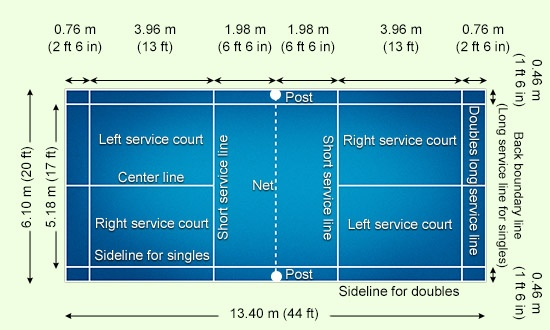 0.76 m
(2 ft 6 in)
3.96 m
(13 ft)
1.98 m
(6 ft 6 in)
1.98 m
(6 ft 6 in)
3.96 m
(13 ft)
0.76 m
(2 ft 6 in)
0.46 m
(1 ft 6 in)
Post
Left service court
Right service court
Center line
Net
Right service court
Left service court
Sideline for singles
Post
Short service line
Short service line
Doubles long service line
(Long service line for singles)
Back boundary line
6.10 m (20 ft)
5.18 m (17 ft)
0.46 m
(1 ft 6 in)
Sideline for doubles
13.40 m (44 ft)